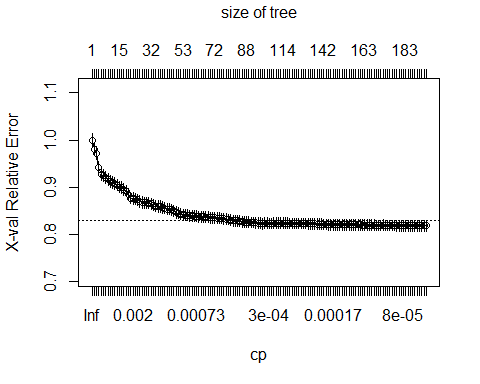 size of tree
1 15 32 53 72 88 114 142 163 183
X-val Relative Error
1.1
1.0
0.9
0.8
0.7
Inf 0.002 0.00073 3e-04 0.00017 8e-05
cp